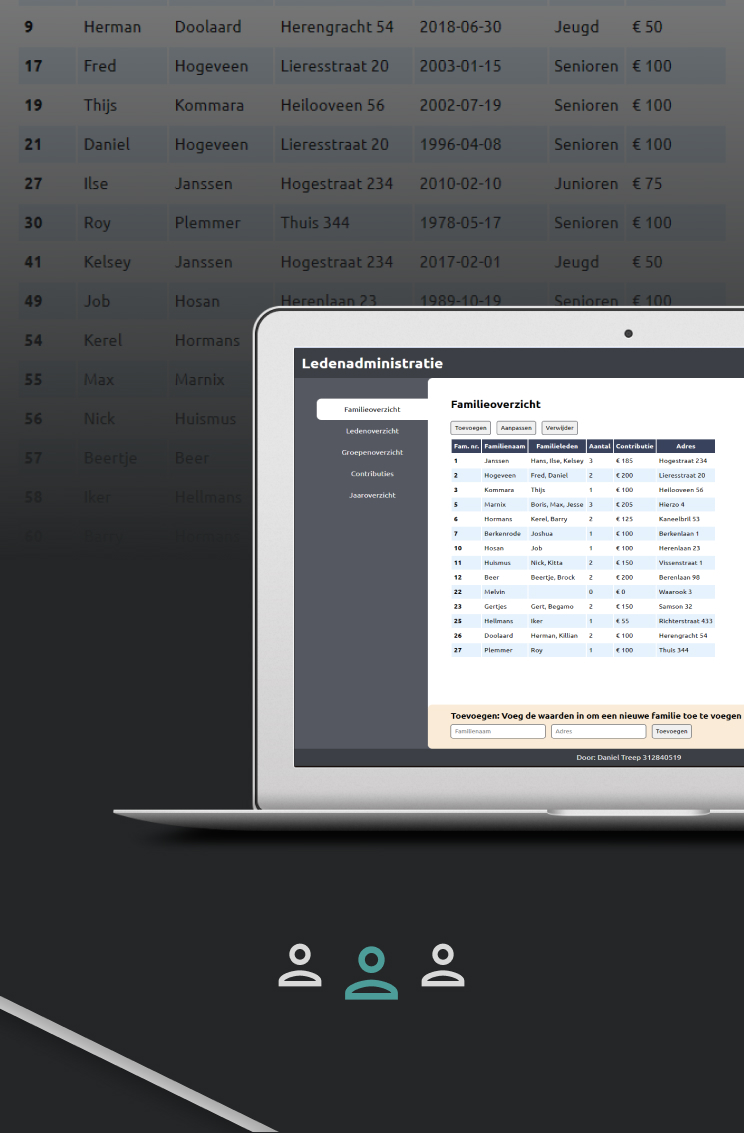 9 Herman Doolaard Herengracht 54 2018-06-30 Jeugd € 50
17 Fred Hogeveen Lieresstraat 20 2003-01-15 Senioren € 100
19 Thijs Kommara Heilooveen 56 2002-07-19 Senioren € 100
21 Daniel Hogeveen Lieresstraat 20 1996-04-08 Senioren € 100
27 Ilse Janssen Hogestraat 234 2010-02-10 Junioren € 75
30 Roy Plemmer Thuis 344 1978-05-17 Senioren € 100
41 Kelsey Janssen Hogestraat 234 2017-02-01 Jeugd € 50
49 Job Hosan Herenlaan 23 1989-10-19 Senioren € 100
54 Kerel Hormans
55 Max Marnix
56 Nick Huismus
57 Beertje Beer
58 Iker Hellmans
Ledenadministratie
Familieoverzicht
Ledenoverzicht
Groepenoverzicht
Contributies
Jaaroverzicht
Familieoverzicht
Toevoegen Aanpassen Verwijder
Fam. nr. Familienaam Familieleden Aantal Contributie Adres
1 Janssen Hans, Ilse, Kelsey 3 € 185 Hogestraat 234
2 Hogeveen Fred, Daniel 2 € 200 Lieresstraat 20
3 Kommara Thijs 1 € 100 Heilooveen 56
5 Marnix Boris, Max, Jesse 3 € 205 Hierzo 4
6 Hormans Kerel, Barry 2 € 125 Kaneelbril 53
7 Berkenrode Joshua 1 € 100 Berkenlaan 1
10 Hosan Job 1 € 100 Herenlaan 23
11 Huismus Nick, Kitta 2 € 150 Vissenstraat 1
12 Beer Beertje, Brock 2 € 200 Berenlaan 98
22 Melvin 0 € 0 Waarook 3
23 Gertjes Gert, Begamo 2 € 150 Samson 32
25 Hellmans Iker 1 € 55 Richterstraat 433
26 Doolaard Herman, Killian 2 € 100 Herengracht 54
27 Plemmer Roy 1 € 100 Thuis 344
Toevoegen: Voeg de waarden in om een nieuwe familie toe te voegen
Familienaam Adres Toevoegen
Door: Daniel Treep 312840519